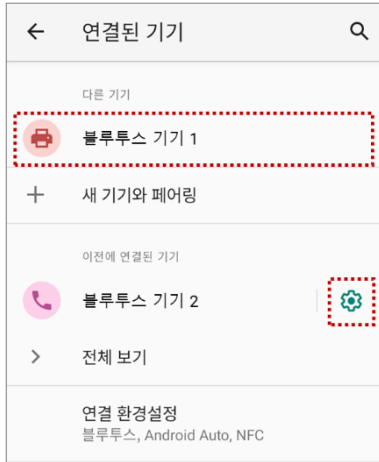 연결된 기기
다른 기기
블루투스 기기 1
새 기기와 페어링
이전에 연결된 기기
블루투스 기기 2
전체 보기
연결 환경설정
블루투스, Android Auto, NFC